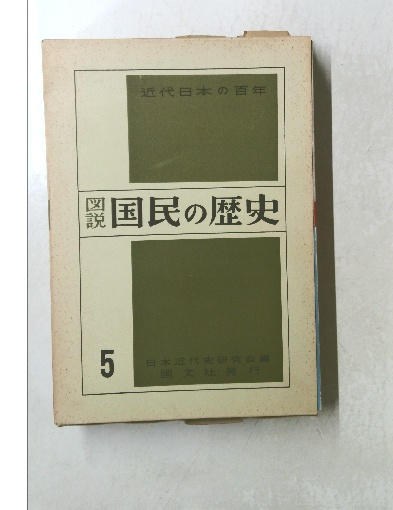 近代日本の百年
図説 国民の歴史
5
日本近代史研究会編
國文社発行